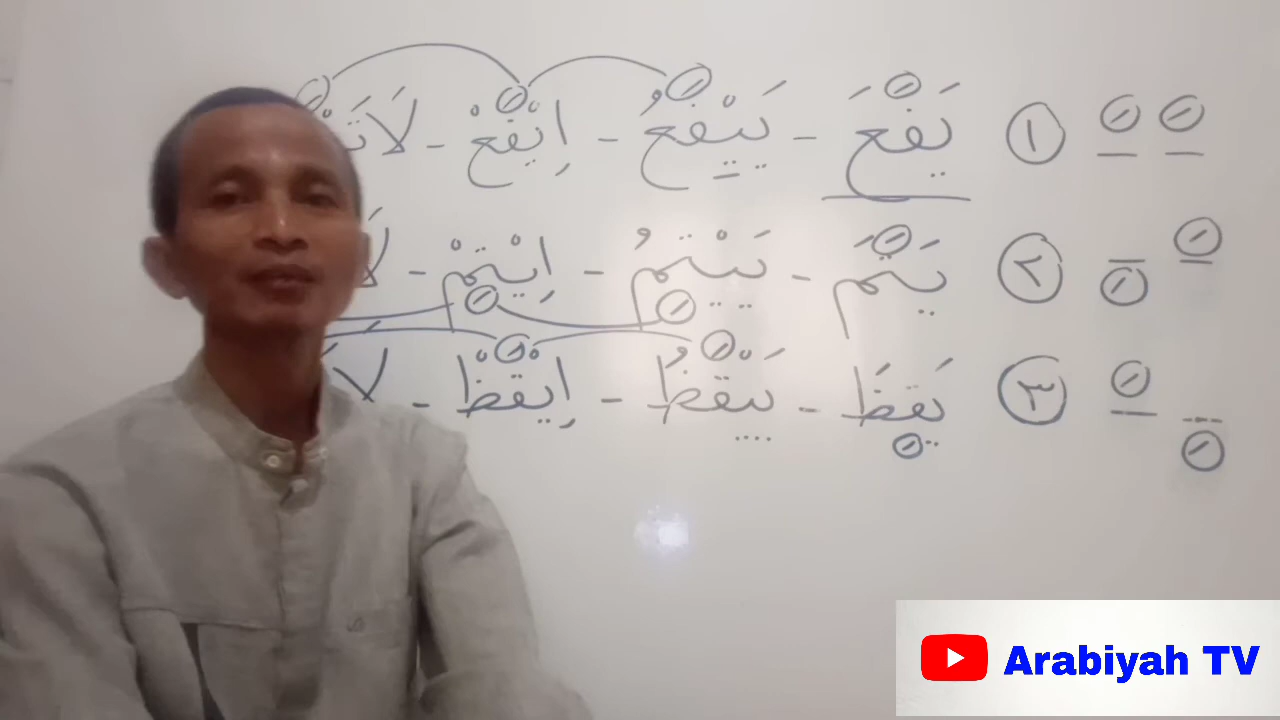 ١ يَفَعَ - يَيْفَعُ - اِيْفَعْ - لَا
٢ يَتَمَ - يَيْتِمُ - اِيْتِمْ -
٣ يَقِظَ - يَيْقَظُ - اِيْقَظْ - لَا
Arabiyah TV